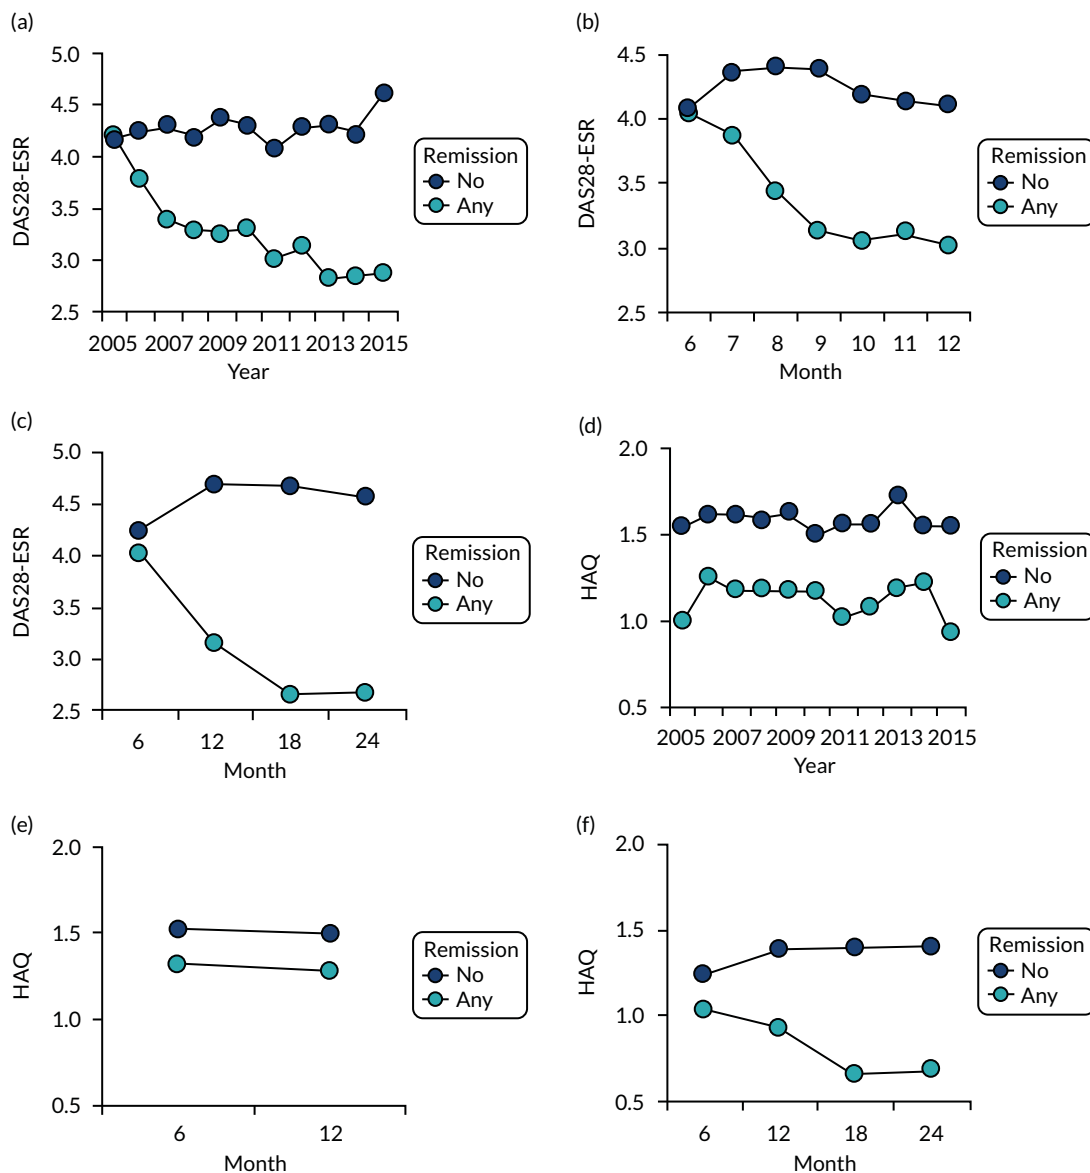 (a)
5.0
4.5
4.0
3.5
3.0
2.5
DAS28-ESR
2005 2007 2009 2011 2013 2015
Year
Remission
No
Any
(b)
4.5
4.0
3.5
3.0
2.5
DAS28-ESR
6 7 8 9 10 11 12
Month
Remission
No
Any
(c)
5.0
4.5
4.0
3.5
3.0
2.5
DAS28-ESR
6 12 18 24
Month
Remission
No
Any
(d)
2.0
1.5
1.0
0.5
HAQ
2005 2007 2009 2011 2013 2015
Year
Remission
No
Any
(e)
2.0
1.5
1.0
0.5
HAQ
6 12
Month
Remission
No
Any
(f)
2.0
1.5
1.0
0.5
HAQ
6 12 18 24
Month
Remission
No
Any